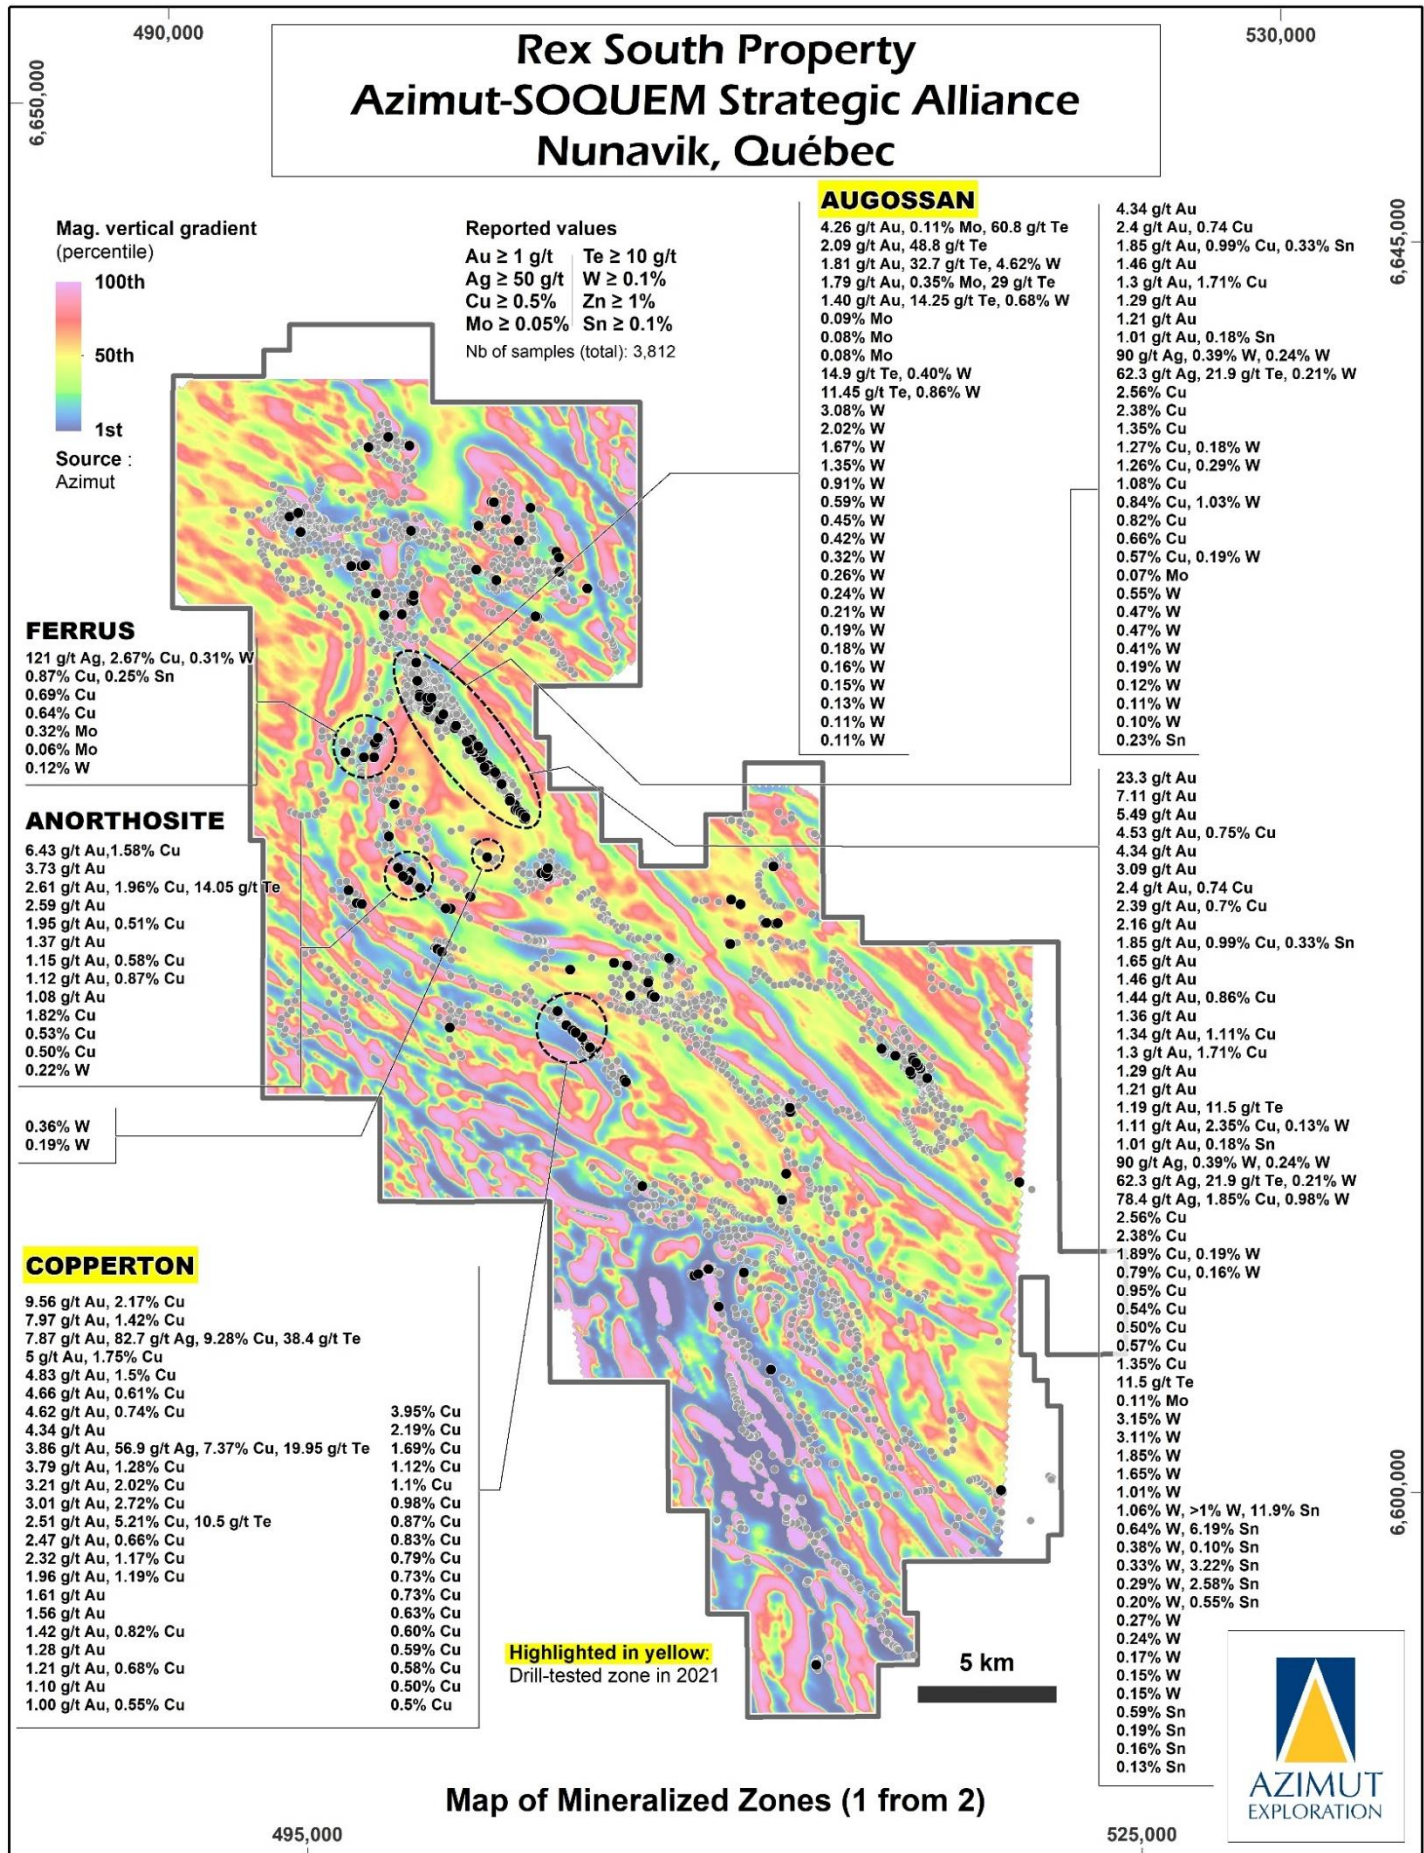 490,000
530,000
6,650,000
Rex South Property
Azimut-SOQUEM Strategic Alliance
Nunavik, Québec
6,645,000
Mag. vertical gradient
(percentile)
100th
50th
1st
Source :
Azimut
Reported values
Au ≥ 1 g/t
Ag ≥ 50 g/t
Cu ≥ 0.5%
Mo ≥ 0.05%
Te ≥ 10 g/t
W ≥ 0.1%
Zn ≥ 1%
Sn ≥ 0.1%
Nb of samples (total): 3,812
AUGOSSAN
4.26 g/t Au, 0.11% Mo, 60.8 g/t Te
2.09 g/t Au, 48.8 g/t Te
1.81 g/t Au, 32.7 g/t Te, 4.62% W
1.79 g/t Au, 0.35% Mo, 29 g/t Te
1.40 g/t Au, 14.25 g/t Te, 0.68% W
0.09% Mo
0.08% Mo
0.08% Mo
14.9 g/t Te, 0.40% W
11.45 g/t Te, 0.86% W
3.08% W
2.02% W
1.67% W
1.35% W
0.91% W
0.59% W
0.45% W
0.42% W
0.32% W
0.26% W
0.24% W
0.21% W
0.19% W
0.18% W
0.16% W
0.15% W
0.13% W
0.11% W
0.11% W
4.34 g/t Au
2.4 g/t Au, 0.74 Cu
1.85 g/t Au, 0.99% Cu, 0.33% Sn
1.46 g/t Au
1.3 g/t Au, 1.71% Cu
1.29 g/t Au
1.21 g/t Au
1.01 g/t Au, 0.18% Sn
90 g/t Ag, 0.39% W, 0.24% W
62.3 g/t Ag, 21.9 g/t Te, 0.21% W
2.56% Cu
2.38% Cu
1.35% Cu
1.27% Cu, 0.18% W
1.26% Cu, 0.29% W
1.08% Cu
0.84% Cu, 1.03% W
0.82% Cu
0.66% Cu
0.57% Cu, 0.19% W
0.07% Mo
0.55% W
0.47% W
0.47% W
0.41% W
0.19% W
0.12% W
0.11% W
0.10% W
0.23% Sn
FERRUS
121 g/t Ag, 2.67% Cu, 0.31% W
0.87% Cu, 0.25% Sn
0.69% Cu
0.64% Cu
0.32% Mo
0.06% Mo
0.12% W
ANORTHOSITE
6.43 g/t Au,1.58% Cu
3.73 g/t Au
2.61 g/t Au, 1.96% Cu, 14.05 g/t Te
2.59 g/t Au
1.95 g/t Au, 0.51% Cu
1.37 g/t Au
1.15 g/t Au, 0.58% Cu
1.12 g/t Au, 0.87% Cu
1.08 g/t Au
1.82% Cu
0.53% Cu
0.50% Cu
0.22% W
0.36% W
0.19% W
23.3 g/t Au
7.11 g/t Au
5.49 g/t Au
4.53 g/t Au, 0.75% Cu
4.34 g/t Au
3.09 g/t Au
2.4 g/t Au, 0.74 Cu
2.39 g/t Au, 0.7% Cu
2.16 g/t Au
1.85 g/t Au, 0.99% Cu, 0.33% Sn
1.65 g/t Au
1.46 g/t Au
1.44 g/t Au, 0.86% Cu
1.36 g/t Au
1.34 g/t Au, 1.11% Cu
1.3 g/t Au, 1.71% Cu
1.29 g/t Au
1.21 g/t Au
1.19 g/t Au, 11.5 g/t Te
1.11 g/t Au, 2.35% Cu, 0.13% W
1.01 g/t Au, 0.18% Sn
90 g/t Ag, 0.39% W, 0.24% W
62.3 g/t Ag, 21.9 g/t Te, 0.21% W
78.4 g/t Ag, 1.85% Cu, 0.98% W
2.56% Cu
2.38% Cu
1.89% Cu, 0.19% W
0.79% Cu, 0.16% W
0.95% Cu
0.54% Cu
0.50% Cu
0.57% Cu
1.35% Cu
11.5 g/t Te
0.11% Mo
3.15% W
3.11% W
1.85% W
1.65% W
1.01% W
1.06% W, >1% W, 11.9% Sn
0.64% W, 6.19% Sn
0.38% W, 0.10% Sn
0.33% W, 3.22% Sn
0.29% W, 2.58% Sn
0.20% W, 0.55% Sn
0.27% W
0.24% W
0.17% W
0.15% W
0.15% W
0.59% Sn
0.19% Sn
0.16% Sn
0.13% Sn
6,600,000
COPPERTON
9.56 g/t Au, 2.17% Cu
7.97 g/t Au, 1.42% Cu
7.87 g/t Au, 82.7 g/t Ag, 9.28% Cu, 38.4 g/t Te
5 g/t Au, 1.75% Cu
4.83 g/t Au, 1.5% Cu
4.66 g/t Au, 0.61% Cu
4.62 g/t Au, 0.74% Cu
4.34 g/t Au
3.86 g/t Au, 56.9 g/t Ag, 7.37% Cu, 19.95 g/t Te
3.79 g/t Au, 1.28% Cu
3.21 g/t Au, 2.02% Cu
3.01 g/t Au, 2.72% Cu
2.51 g/t Au, 5.21% Cu, 10.5 g/t Te
2.47 g/t Au, 0.66% Cu
2.32 g/t Au, 1.17% Cu
1.96 g/t Au, 1.19% Cu
1.61 g/t Au
1.56 g/t Au
1.42 g/t Au, 0.82% Cu
1.28 g/t Au
1.21 g/t Au, 0.68% Cu
1.10 g/t Au
1.00 g/t Au, 0.55% Cu
3.95% Cu
2.19% Cu
1.69% Cu
1.12% Cu
1.1% Cu
0.98% Cu
0.87% Cu
0.83% Cu
0.79% Cu
0.73% Cu
0.73% Cu
0.63% Cu
0.60% Cu
0.59% Cu
0.58% Cu
0.50% Cu
0.5% Cu
Highlighted in yellow:
Drill-tested zone in 2021
5 km
AZIMUT
EXPLORATION
Map of Mineralized Zones (1 from 2)
495,000
525,000